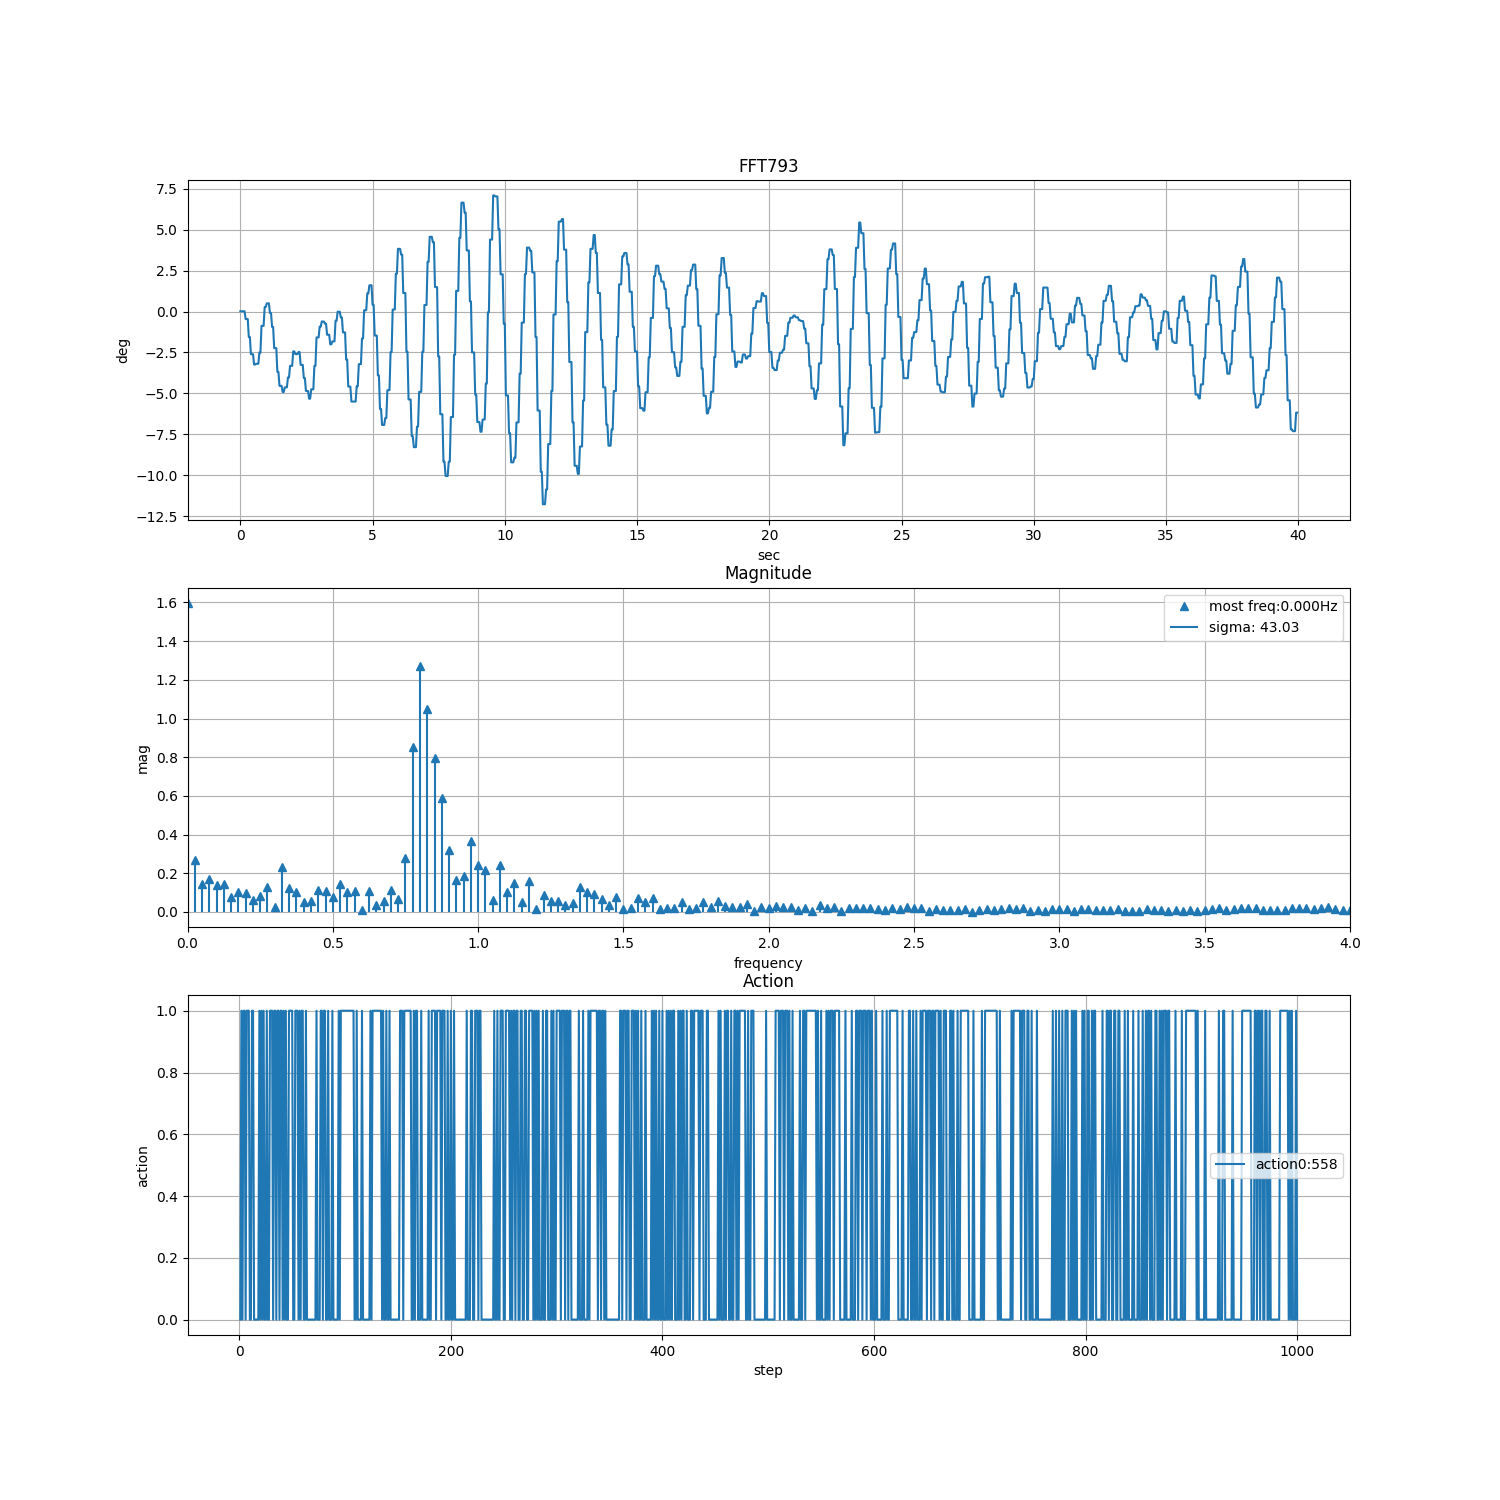 FFT793
7.5
5.0
2.5
0.0
−2.5
−5.0
−7.5
−10.0
−12.5
deg
0 5 10 15 20 25 30 35 40
sec
Magnitude
1.6
1.4
1.2
1.0
0.8
0.6
0.4
0.2
0.0
mag
most freq:0.000Hz
sigma: 43.03
0.0 0.5 1.0 1.5 2.0 2.5 3.0 3.5 4.0
frequency
Action
1.0
0.8
0.6
0.4
0.2
0.0
action
action0:558
0 200 400 600 800 1000
step